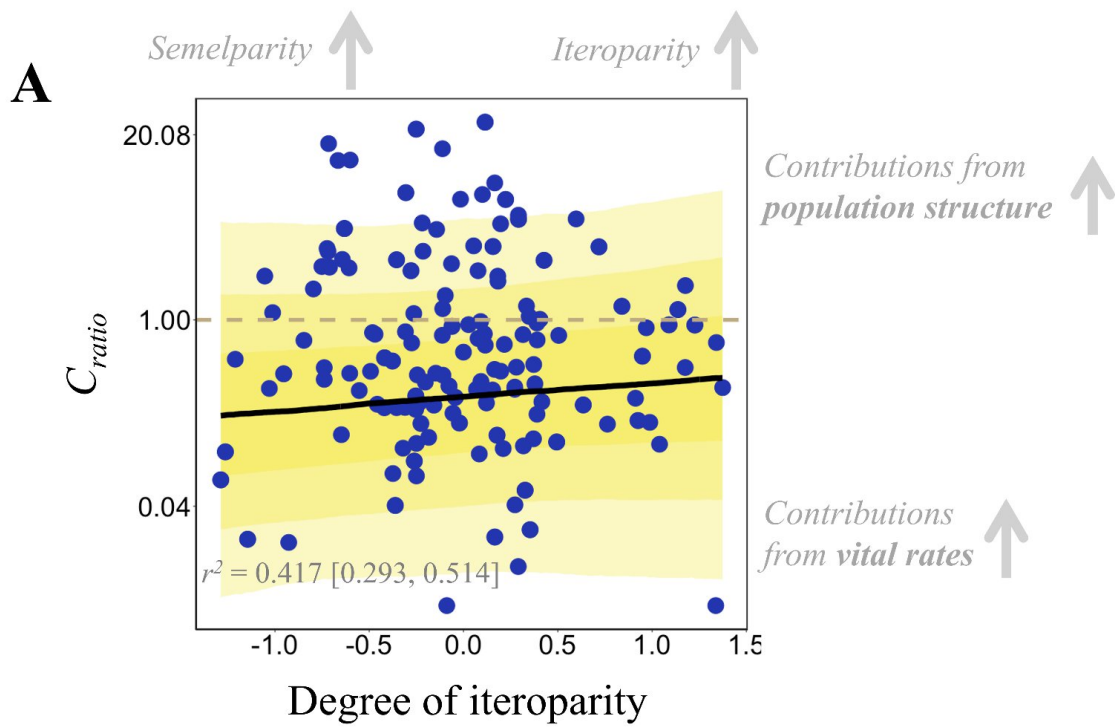 Semelparity
Iteroparity
A
20.08
1.00
0.04
C ratio
Contributions from
population structure
Contributions
from vital rates
r² = 0.417 [0.293, 0.514]
-1.0 -0.5 0.0 0.5 1.0 1.5
Degree of iteroparity